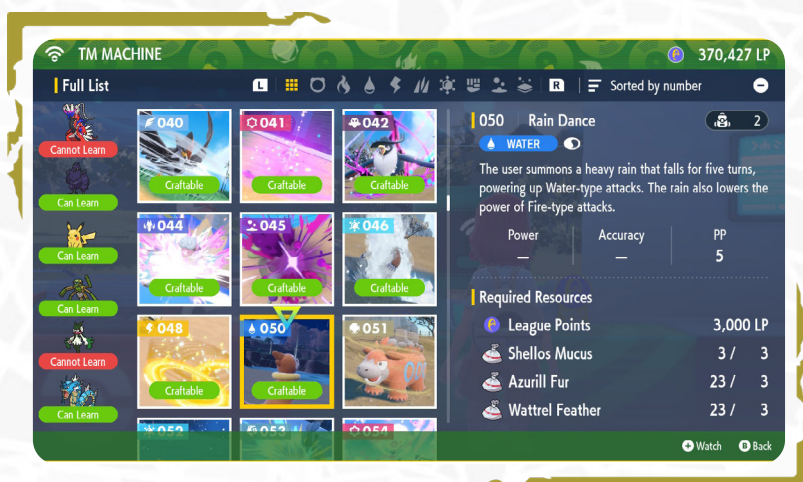 TM MACHINE
370,427 LP
Full List
L
R
Sorted by number
Cannot Learn
Can Learn
Can Learn
Can Learn
Cannot Learn
Can Learn
040
Craftable
041
Craftable
042
Craftable
044
Craftable
045
Craftable
046
Craftable
048
Craftable
050
Craftable
051
052
053
054
050 Rain Dance
2
WATER
The user summons a heavy rain that falls for five turns,
powering up Water-type attacks. The rain also lowers the
power of Fire-type attacks.
Power Accuracy PP
— — 5
Required Resources
League Points 3,000 LP
Shellos Mucus 3 / 3
Azurill Fur 23 / 3
Wattrel Feather 23 / 3
+ Watch B Back